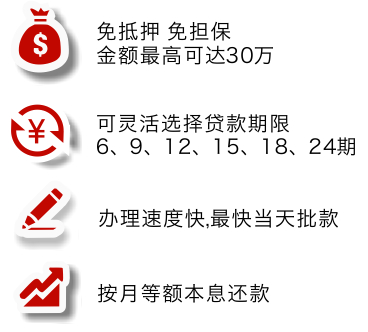 免抵押 免担保
金额最高可达30万
可灵活选择贷款期限
6、9、12、15、18、24期
办理速度快,最快当天批款
按月等额本息还款